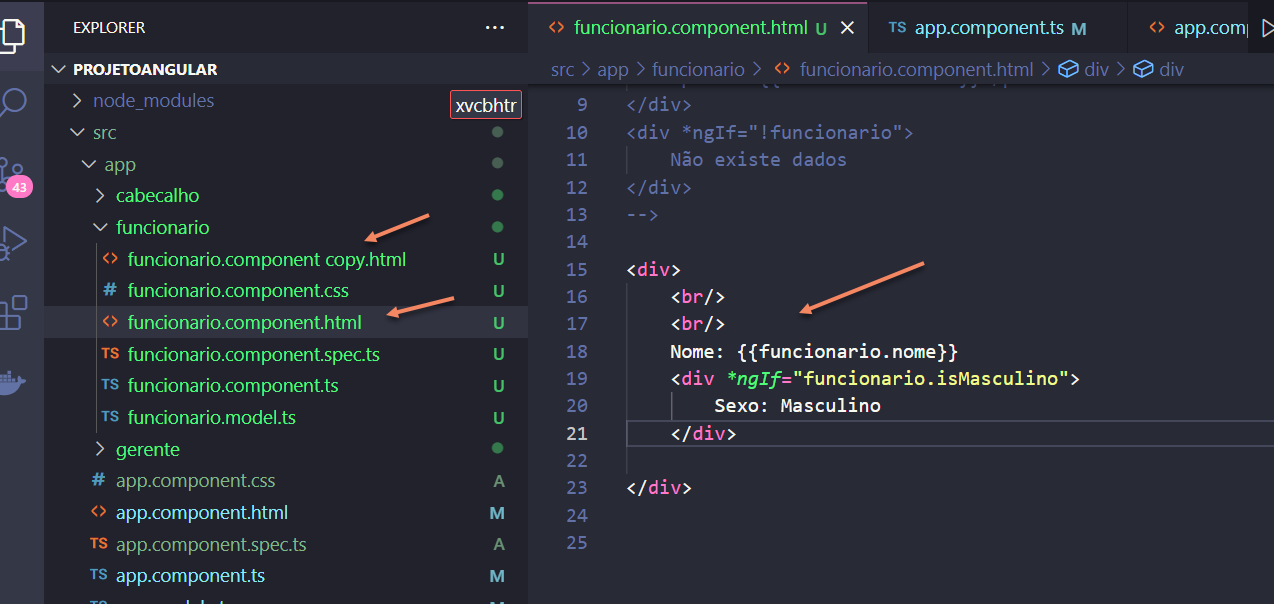 EXPLORER
PROJETOANGULAR
node_modules
xvcbhtr
src
app
cabecalho
funcionario
funcionario.component copy.html U
# funcionario.component.css U
funcionario.component.html U
TS funcionario.component.spec.ts U
TS funcionario.component.ts U
TS funcionario.model.ts U
gerente
# app.component.css A
app.component.html M
TS app.component.spec.ts A
TS app.component.ts M
43
funcionario.component.html U
TS app.component.ts M
src > app > funcionario > funcionario.component.html > div > div
9 </div>
10 <div *ngIf="!funcionario">
11 Não existe dados
12 </div>
13 -->
14
15 <div>
16 <br/>
17 <br/>
18 Nome: {{funcionario.nome}}
19 <div *ngIf="funcionario.isMasculino">
20 Sexo: Masculino
21 </div>
22
23 </div>
24
25